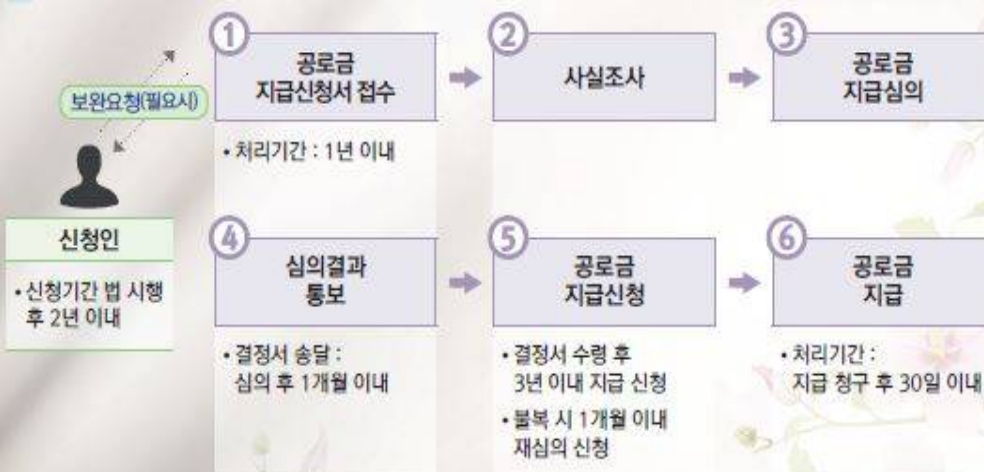 보완요청(필요시)
신청인
• 신청기간 법 시행
후 2년 이내
①
공로금
지급신청서 접수
• 처리기간 : 1년 이내
②
사실조사
③
공로금
지급심의
④
심의결과
통보
• 결정서 송달 :
심의 후 1개월 이내
⑤
공로금
지급신청
• 결정서 수령 후
3년 이내 지급 신청
• 불복 시 1개월 이내
재심의 신청
⑥
공로금
지급
• 처리기간 :
지급 청구 후 30일 이내